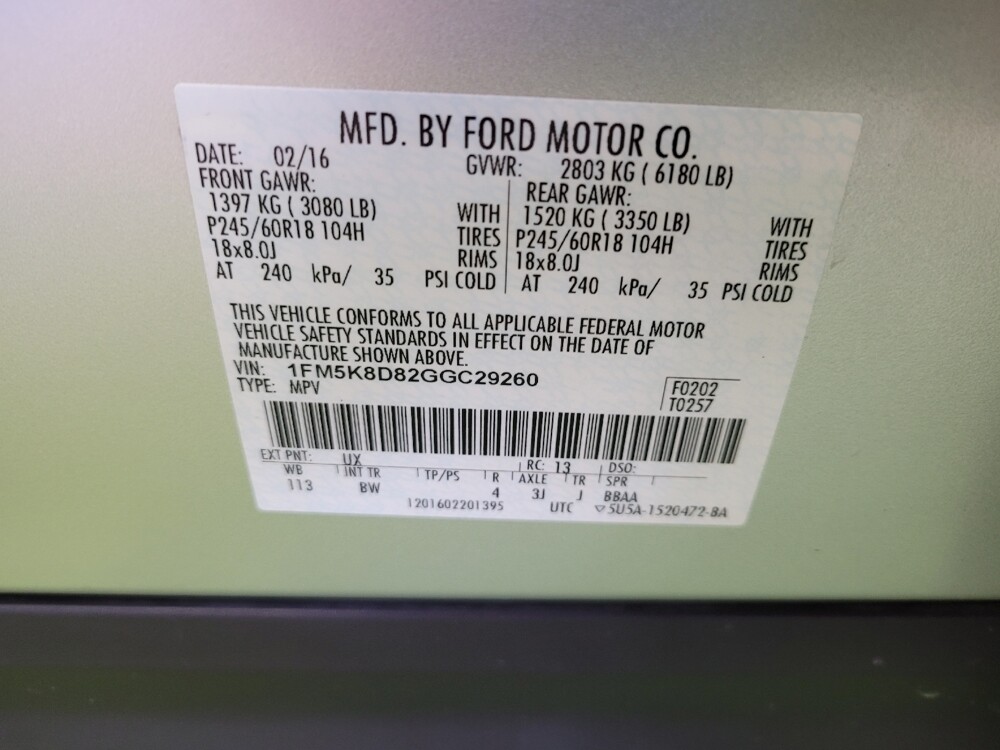 MFD. BY FORD MOTOR CO.
DATE: 02/16 GVWR: 2803 KG ( 6180 LB)
FRONT GAWR: REAR GAWR:
1397 KG ( 3080 LB) WITH 1520 KG ( 3350 LB) WITH
P245/60R18 104H TIRES P245/60R18 104H TIRES
18x8.0J RIMS 18x8.0J RIMS
AT 240 kPa/ 35 PSI COLD AT 240 kPa/ 35 PSI COLD
THIS VEHICLE CONFORMS TO ALL APPLICABLE FEDERAL MOTOR
VEHICLE SAFETY STANDARDS IN EFFECT ON THE DATE OF
MANUFACTURE SHOWN ABOVE.
VIN: 1FM5K8D82GGC29260
TYPE: MPV
F0202
T0257
EXT PNT: UX RC: 13 DSO:
WB INT TR TP/PS R AXLE TR SPR
113 BW 4 3J J BBAA
1201602201395 UTC ▽5U5A-1520472-BA